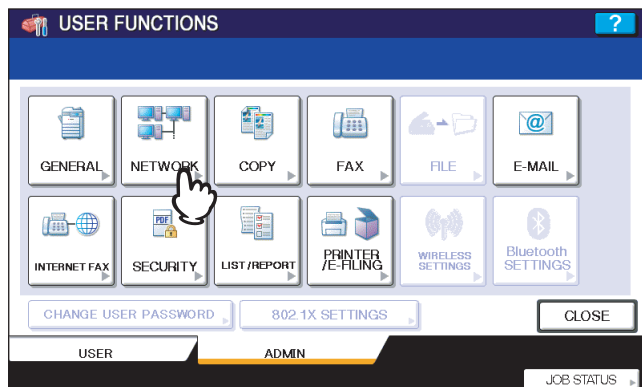 USER FUNCTIONS
?
GENERAL
NETWORK
COPY
FAX
FILE
E-MAIL
INTERNET FAX
PDF
SECURITY
LIST/REPORT
PRINTER
/E-FILING
WIRELESS
SETTINGS
Bluetooth
SETTINGS
CHANGE USER PASSWORD
802.1X SETTINGS
CLOSE
USER
ADMIN
JOB STATUS